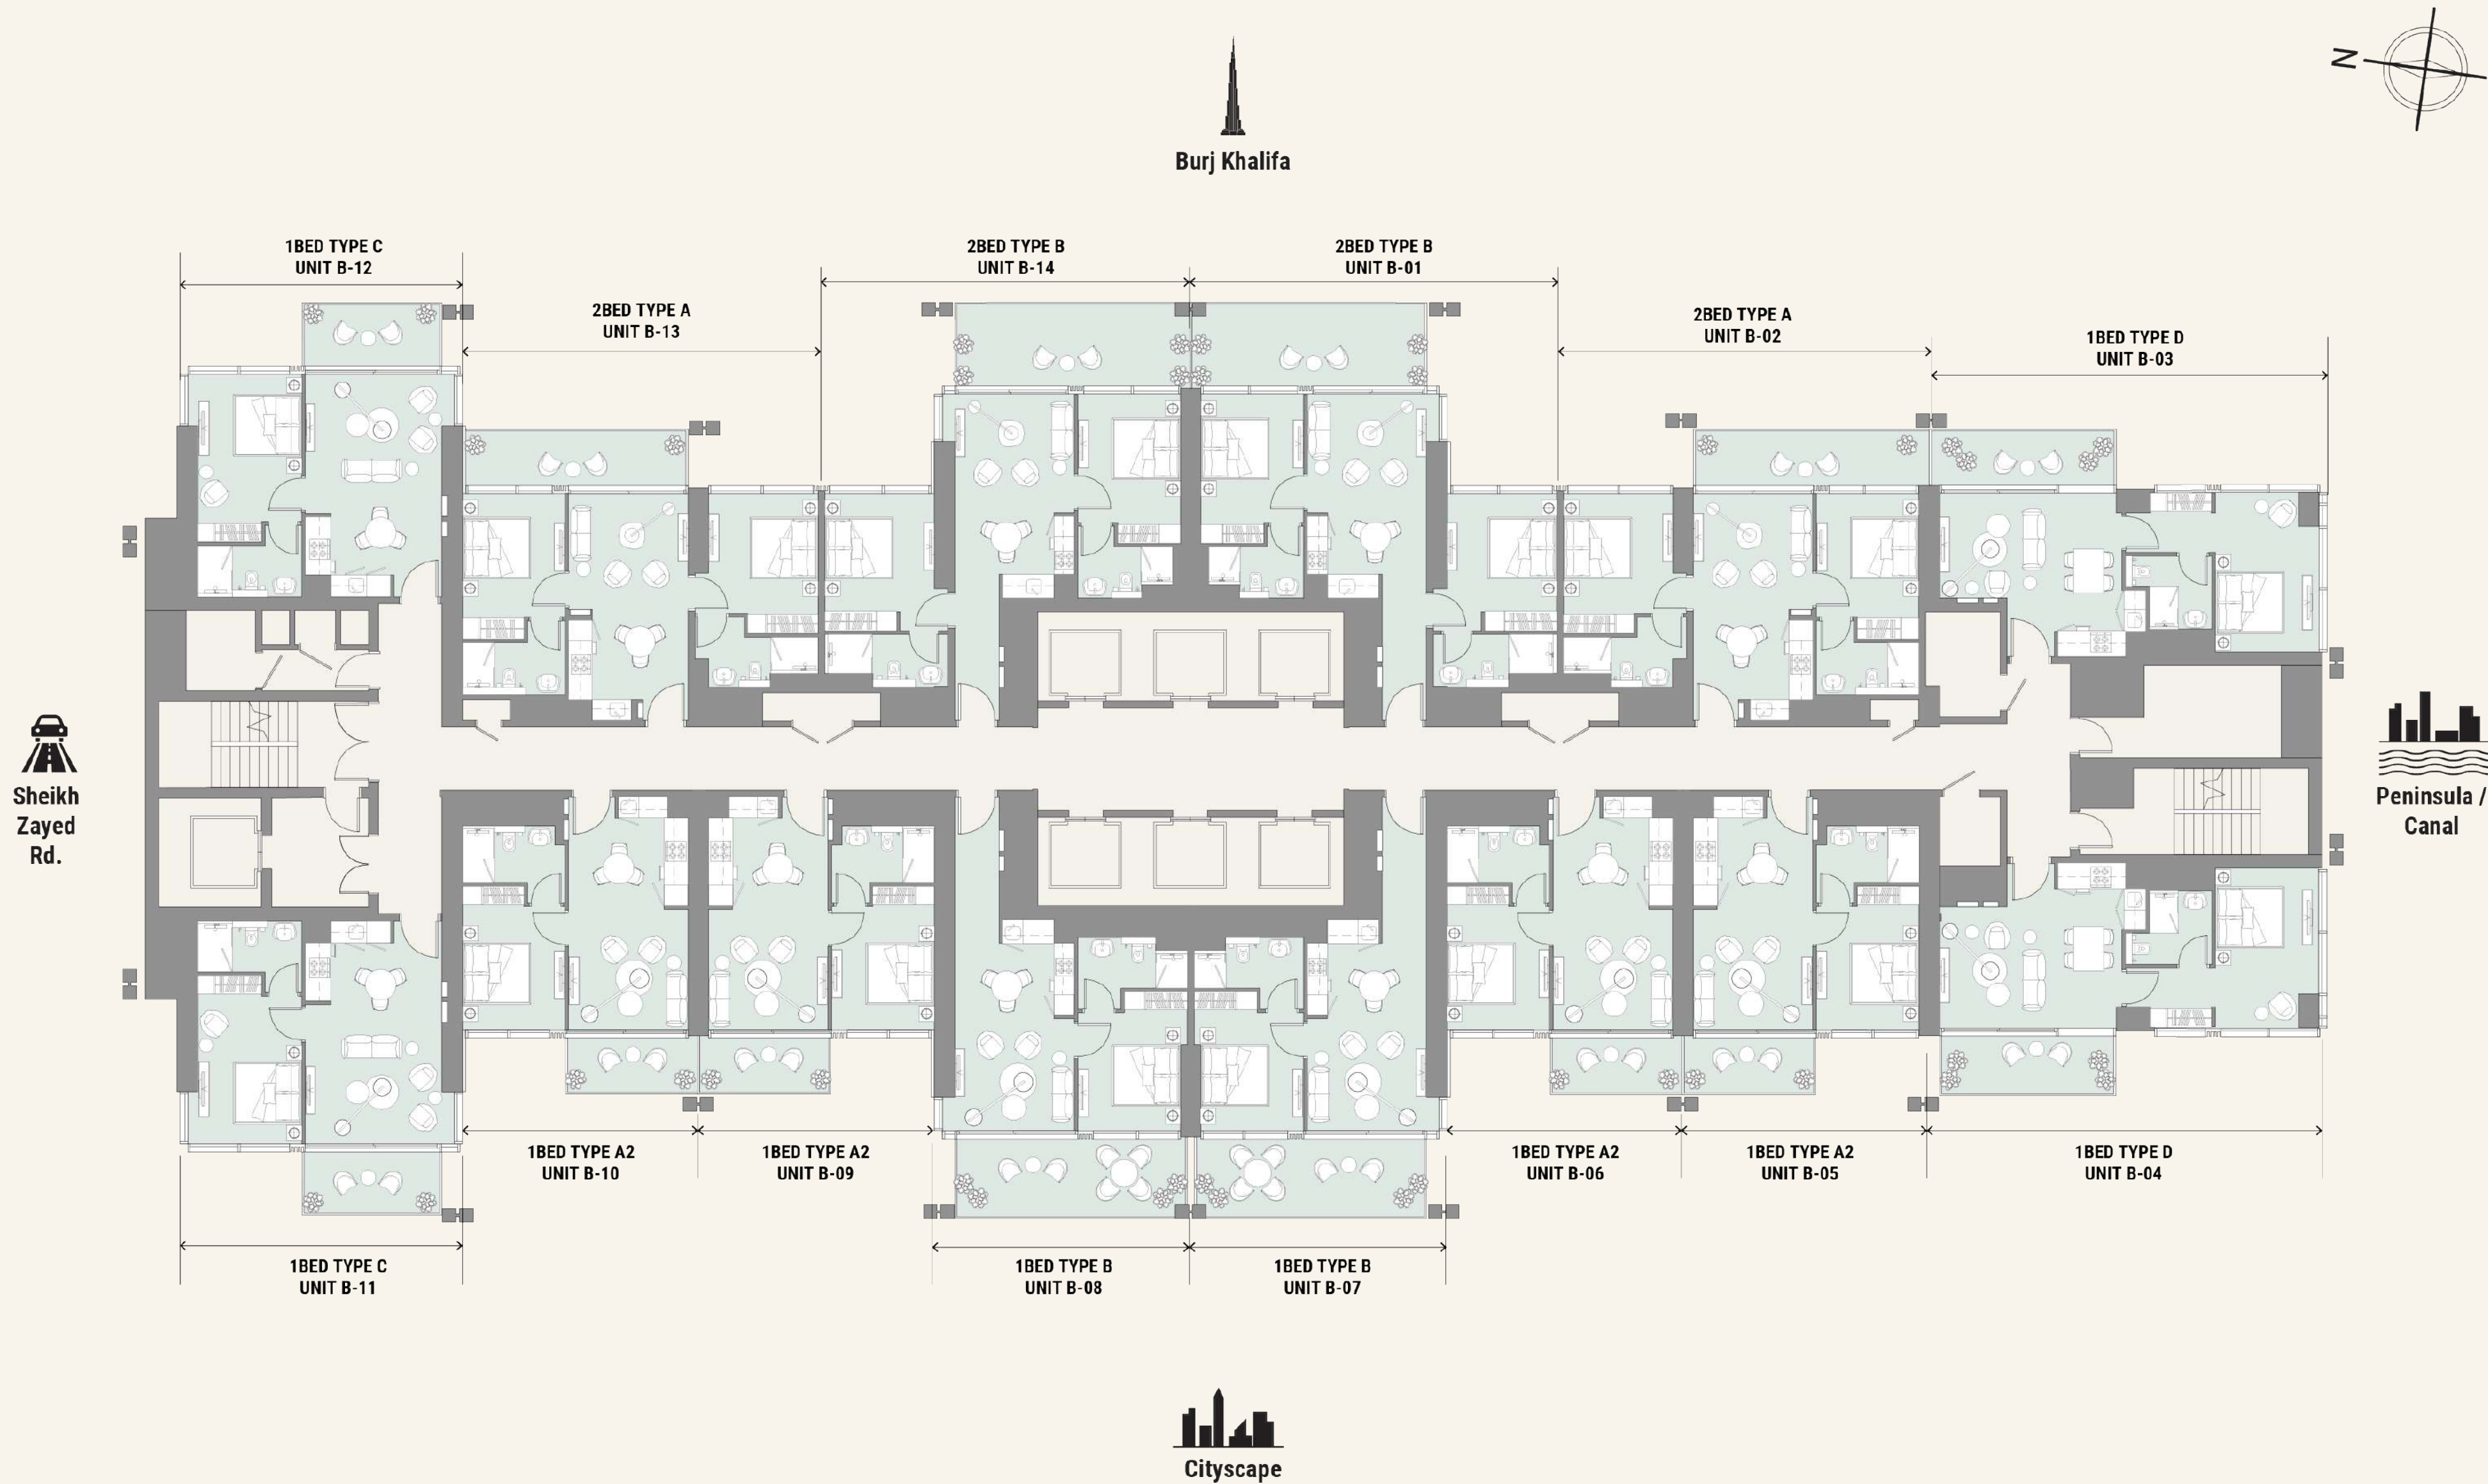 N
Burj Khalifa
1BED TYPE C
UNIT B-12
2BED TYPE A
UNIT B-13
2BED TYPE B
UNIT B-14
2BED TYPE B
UNIT B-01
2BED TYPE A
UNIT B-02
1BED TYPE D
UNIT B-03
Sheikh
Zayed
Rd.
Peninsula /
Canal
1BED TYPE C
UNIT B-11
1BED TYPE A2
UNIT B-10
1BED TYPE A2
UNIT B-09
1BED TYPE B
UNIT B-08
1BED TYPE B
UNIT B-07
1BED TYPE A2
UNIT B-06
1BED TYPE A2
UNIT B-05
1BED TYPE D
UNIT B-04
Cityscape